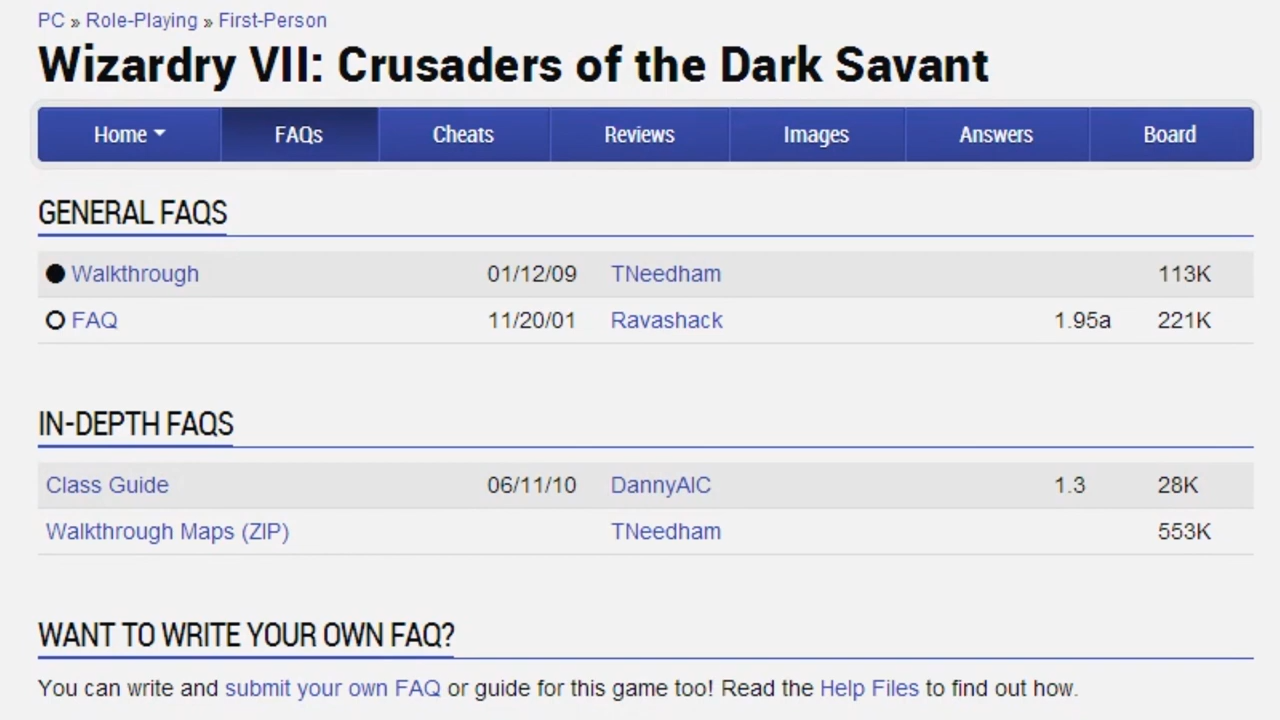 PC » Role-Playing » First-Person
Wizardry VII: Crusaders of the Dark Savant
Home FAQs Cheats Reviews Images Answers Board
GENERAL FAQS
Walkthrough 01/12/09 TNeedham 113K
FAQ 11/20/01 Ravashack 1.95a 221K
IN-DEPTH FAQS
Class Guide 06/11/10 DannyAIC 1.3 28K
Walkthrough Maps (ZIP) TNeedham 553K
WANT TO WRITE YOUR OWN FAQ?
You can write and submit your own FAQ or guide for this game too! Read the Help Files to find out how.